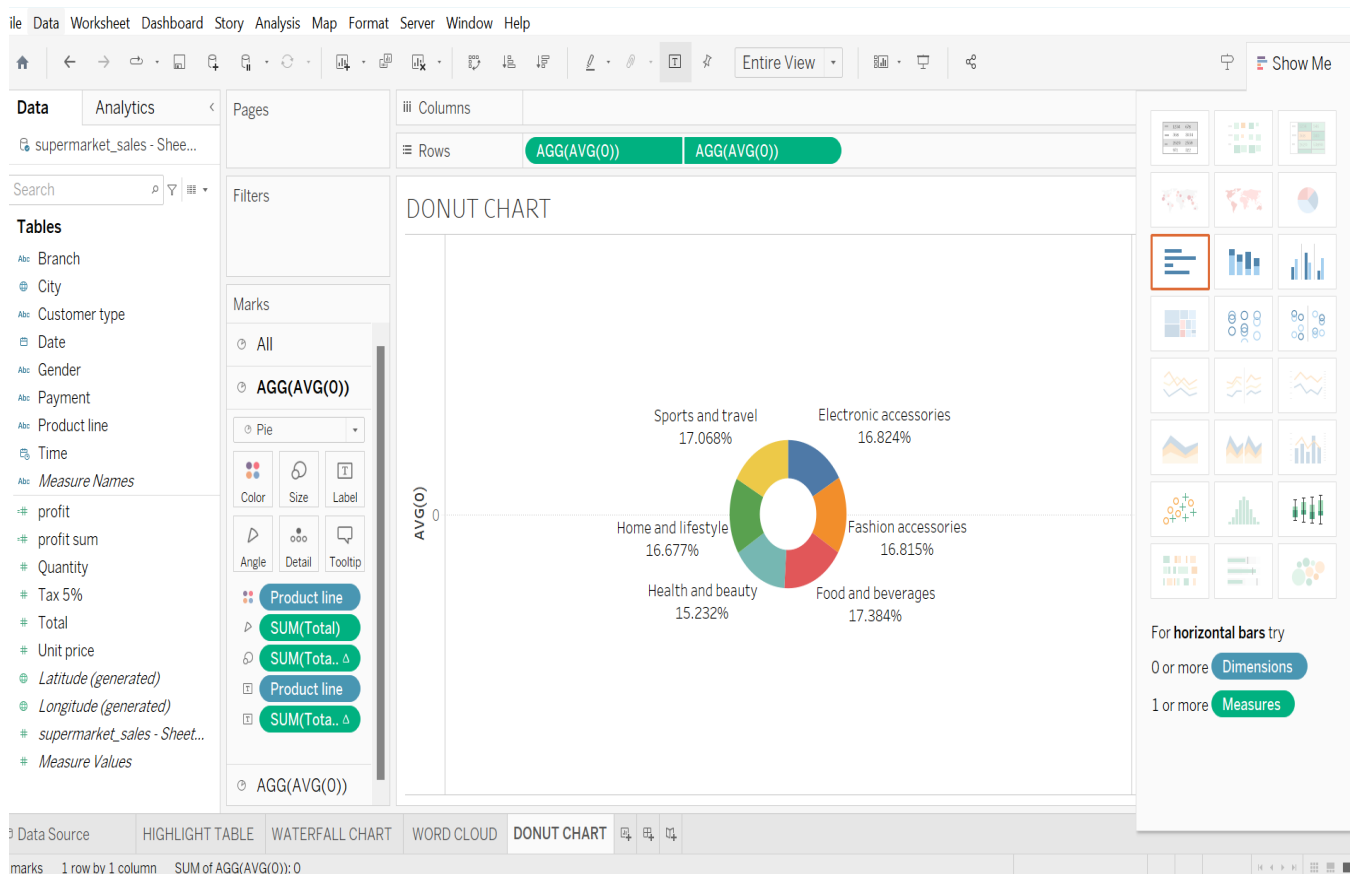 ile Data Worksheet Dashboard Story Analysis Map Format Server Window Help
Entire View
Show Me
Data Analytics
supermarket_sales - Shee...
Search
Tables
Abc Branch
City
Abc Customer type
Date
Abc Gender
Abc Payment
Abc Product line
Time
Abc Measure Names
profit
profit sum
# Quantity
# Tax 5%
# Total
# Unit price
Latitude (generated)
Longitude (generated)
# supermarket_sales - Sheet...
# Measure Values
Pages
Filters
Marks
All
AGG(AVG(0))
Pie
Color Size Label
Angle Detail Tooltip
Product line
SUM(Total)
SUM(Tota.. Δ
Product line
SUM(Tota.. Δ
AGG(AVG(0))
iii Columns
Rows AGG(AVG(0)) AGG(AVG(0))
DONUT CHART
AVG(0)
0
Sports and travel
17.068%
Electronic accessories
16.824%
Home and lifestyle
16.677%
Fashion accessories
16.815%
Health and beauty
15.232%
Food and beverages
17.384%
For horizontal bars try
0 or more Dimensions
1 or more Measures
Data Source HIGHLIGHT TABLE WATERFALL CHART WORD CLOUD DONUT CHART
marks 1 row by 1 column SUM of AGG(AVG(0)): 0